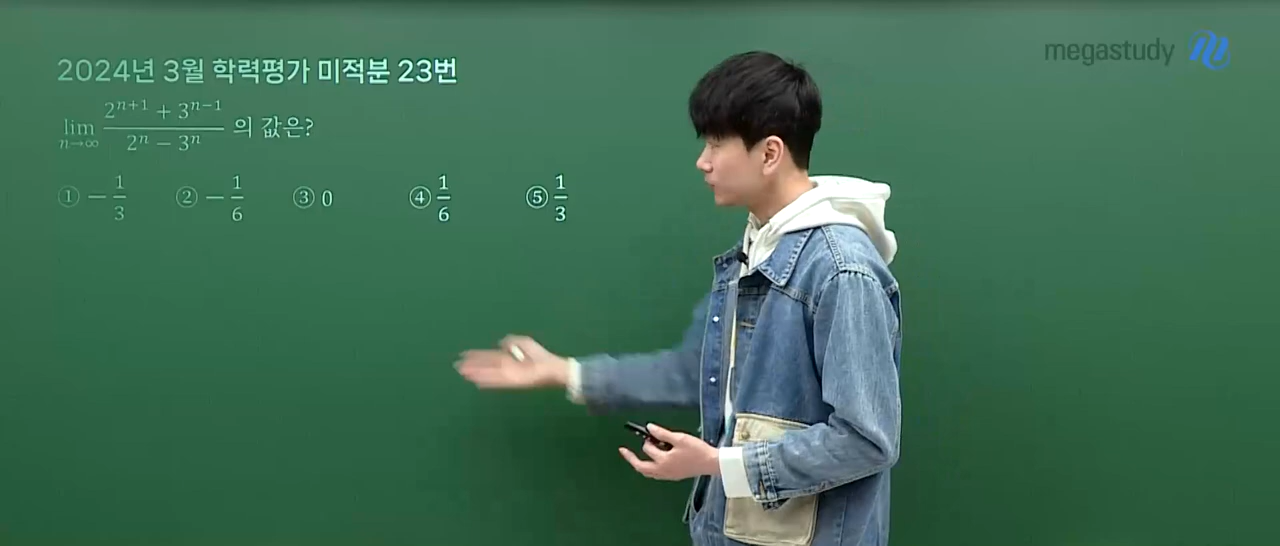 megastudy
2024년 3월 학력평가 미적분 23번
lim n→∞ (2^{n+1} + 3^{n-1}) / (2^n − 3^n) 의 값은?
① −1/3 ② −1/6 ③ 0 ④ 1/6 ⑤ 1/3